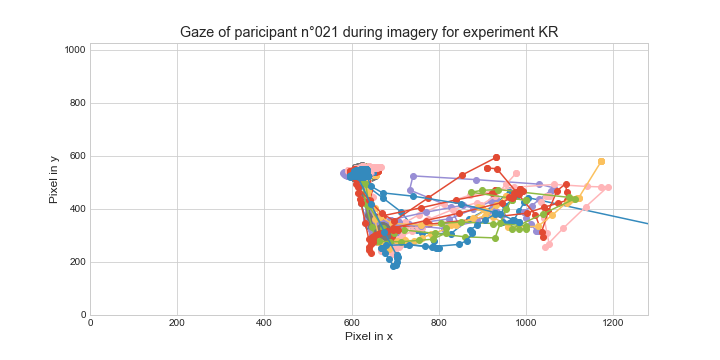 Gaze of paricipant n°021 during imagery for experiment KR
1000
800
600
400
200
0
Pixel in y
0 200 400 600 800 1000 1200
Pixel in x